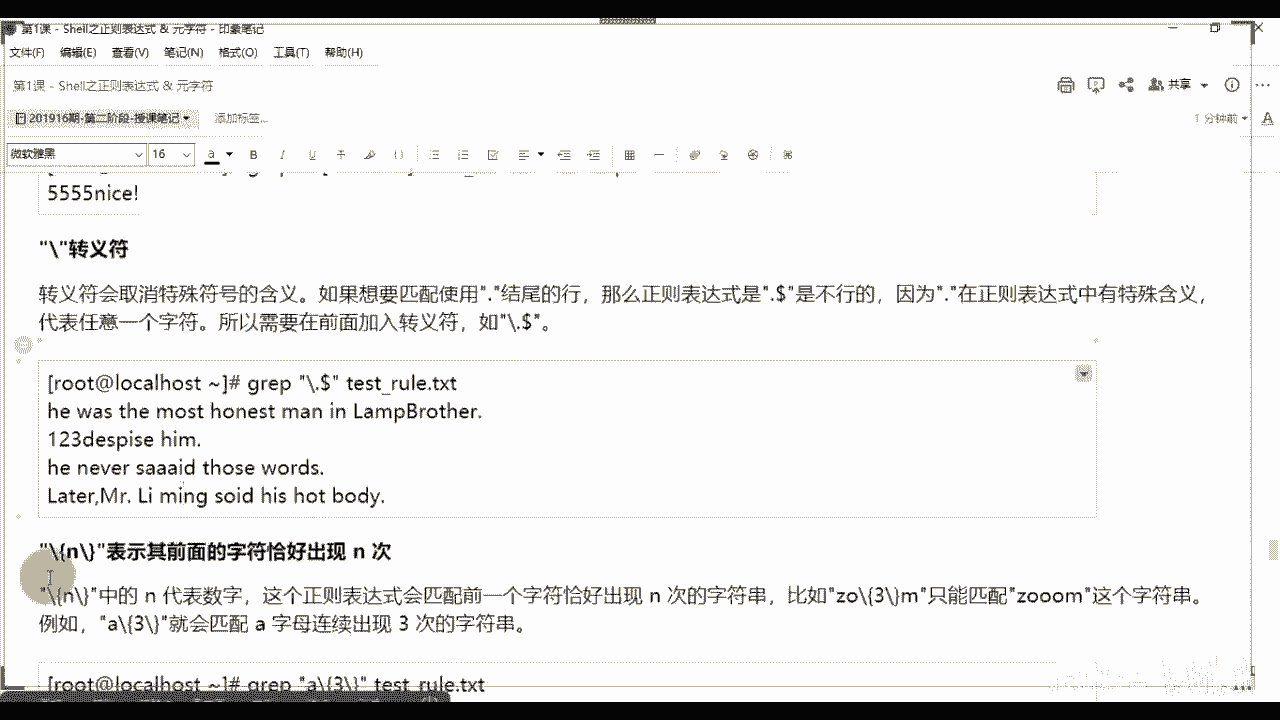 第1课 - Shell之正则表达式 & 元字符 - 印象笔记
文件(F) 编辑(E) 查看(V) 笔记(N) 格式(O) 工具(T) 帮助(H)
第1课 - Shell之正则表达式 & 元字符
共享
201916期-第二阶段-授课笔记 添加标签...
1 分钟前
微软雅黑 16
5555nice!
"\"转义符
转义符会取消特殊符号的含义。如果想要匹配使用"."结尾的行，那么正则表达式是".$"是不行的，因为"."在正则表达式中有特殊含义，
代表任意一个字符。所以需要在前面加入转义符，如"\.$"。
[root@localhost ~]# grep "\.$" test_rule.txt
he was the most honest man in LampBrother.
123despise him.
he never saaaid those words.
Later,Mr. Li ming soid his hot body.
"\{n\}"表示其前面的字符恰好出现 n 次
"\{n\}"中的 n 代表数字，这个正则表达式会匹配前一个字符恰好出现 n 次的字符串，比如"zo\{3\}m"只能匹配"zooom"这个字符串。
例如，"a\{3\}"就会匹配 a 字母连续出现 3 次的字符串。
[root@localhost ~]# grep "a\{3\}" test_rule.txt